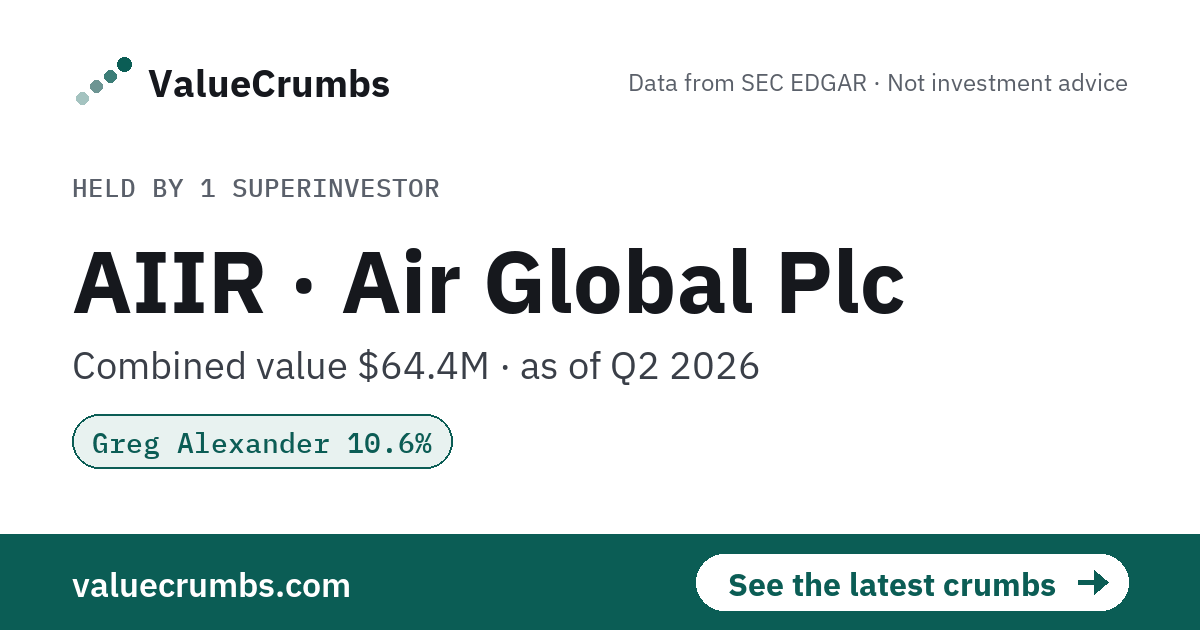 ValueCrumbs
Data from SEC EDGAR · Not investment advice
HELD BY 1 SUPERINVESTOR
AIIR · Air Global Plc
Combined value $64.4M · as of Q2 2026
Greg Alexander 10.6%
valuecrumbs.com
See the latest crumbs →